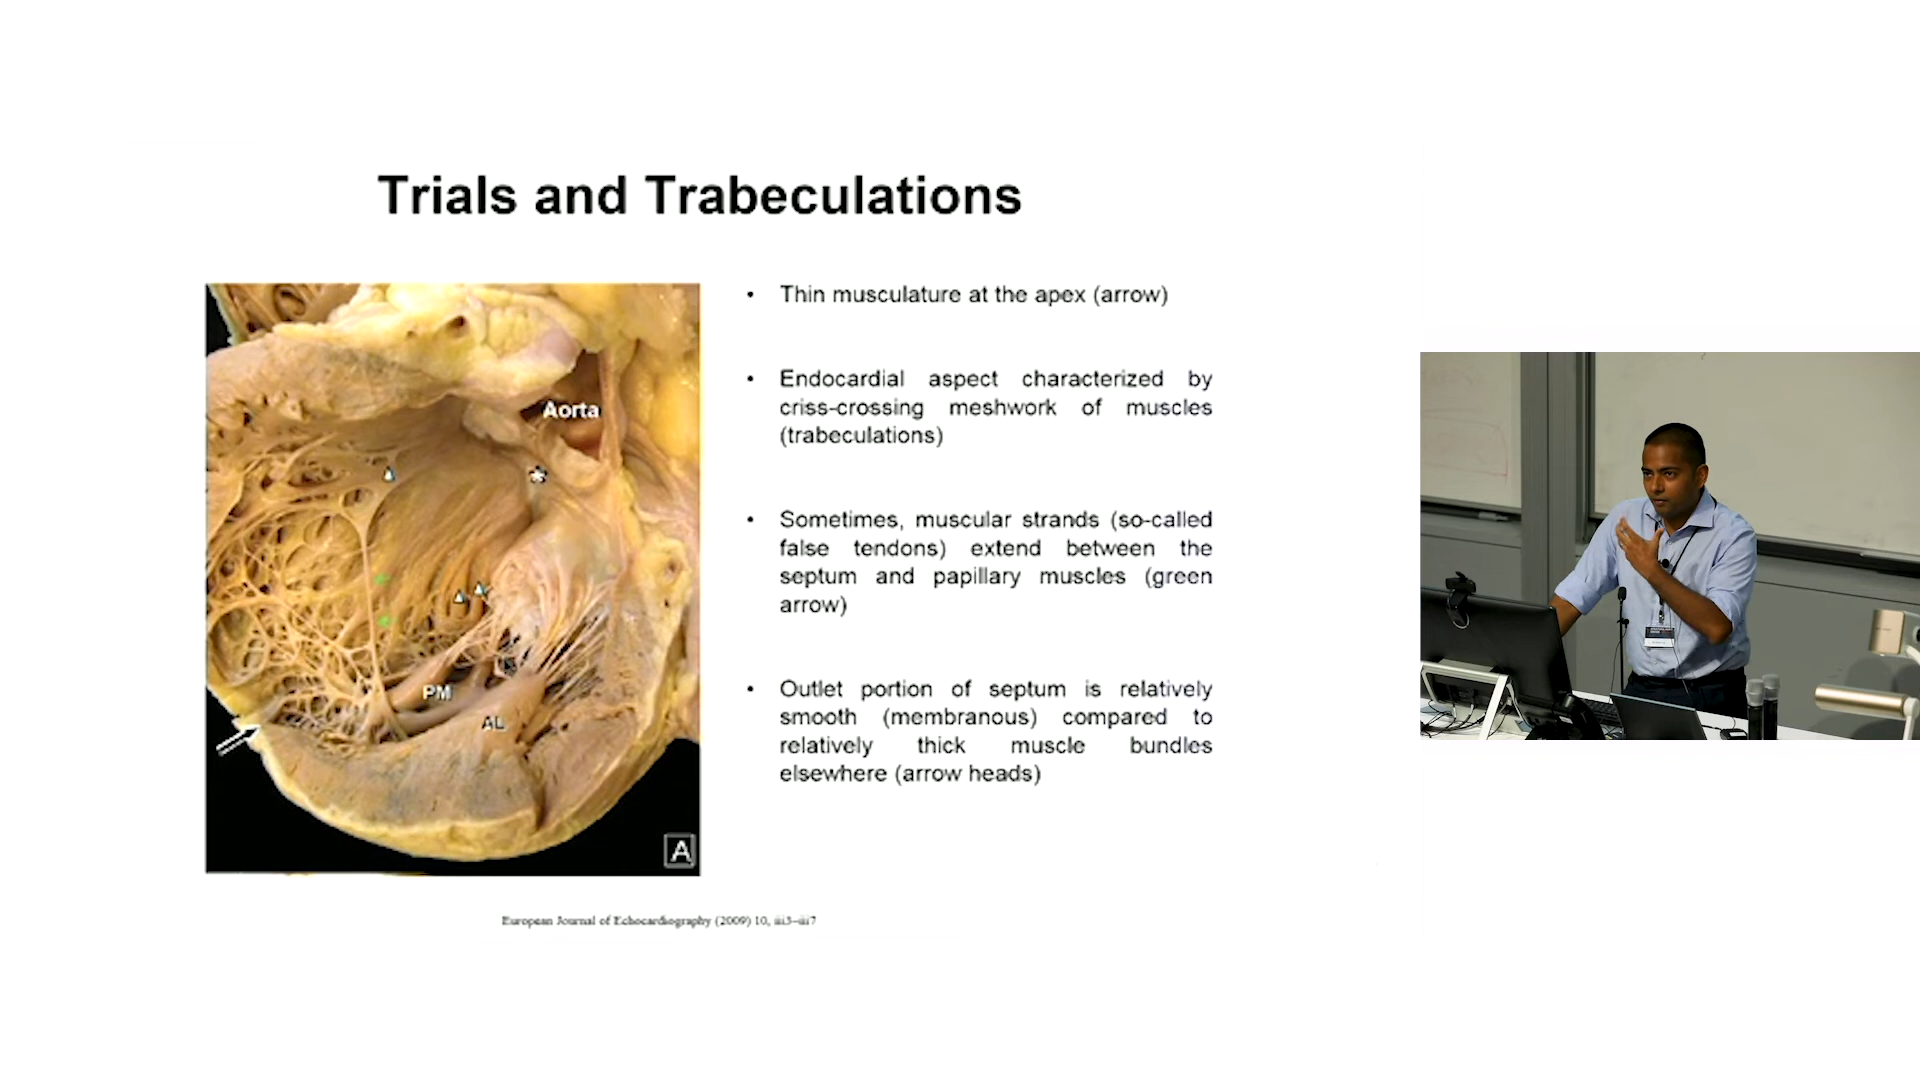 Trials and Trabeculations
Aorta
PM
AL
A
• Thin musculature at the apex (arrow)
• Endocardial aspect characterized by
criss-crossing meshwork of muscles
(trabeculations)
• Sometimes, muscular strands (so-called
false tendons) extend between the
septum and papillary muscles (green
arrow)
• Outlet portion of septum is relatively
smooth (membranous) compared to
relatively thick muscle bundles
elsewhere (arrow heads)
European Journal of Echocardiography (2009) 10, iii3–iii7